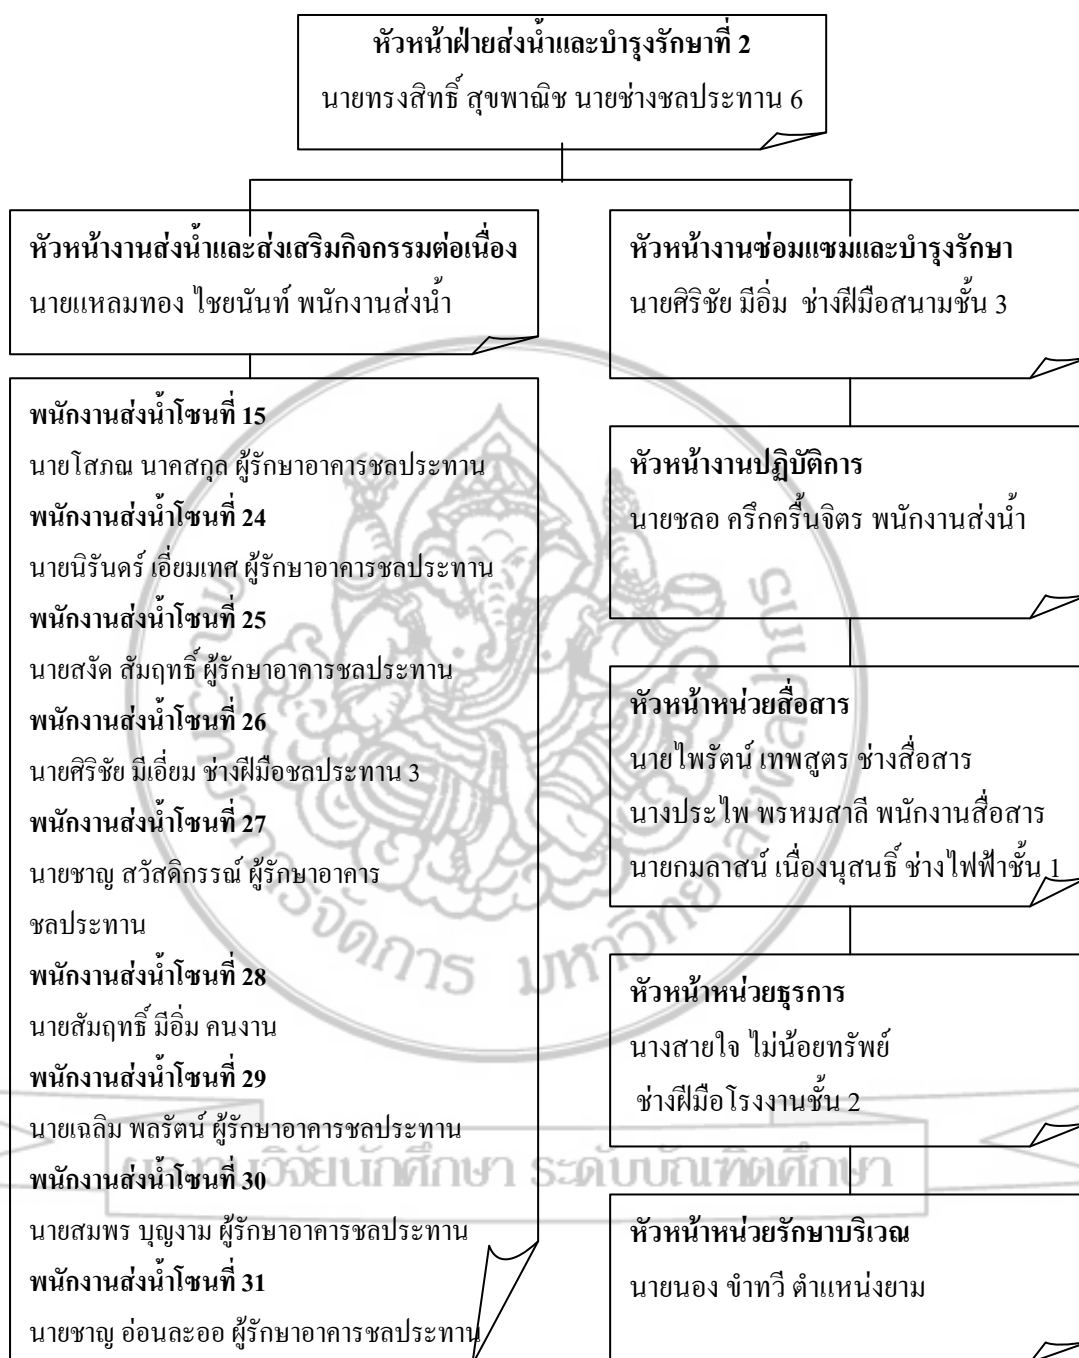 หัวหน้าฝ่ายส่งน้ำและบำรุงรักษาที่ 2
นายทรงสิทธิ์ สุขพาณิช นายช่างชลประทาน 6
หัวหน้างานส่งน้ำและส่งเสริมกิจกรรมต่อเนื่อง
นายแหลมทอง ไชยนันท์ พนักงานส่งน้ำ
พนักงานส่งน้ำโซนที่ 15
นายโสภณ นาคสกุล ผู้รักษาอาคารชลประทาน
พนักงานส่งน้ำโซนที่ 24
นายนิรันดร์ เอี่ยมเทศ ผู้รักษาอาคารชลประทาน
พนักงานส่งน้ำโซนที่ 25
นายสงัด สัมฤทธิ์ ผู้รักษาอาคารชลประทาน
พนักงานส่งน้ำโซนที่ 26
นายศิริชัย มีเอี่ยม ช่างฝีมือชลประทาน 3
พนักงานส่งน้ำโซนที่ 27
นายชาญ สวัสดิกรรณ์ ผู้รักษาอาคาร
ชลประทาน
พนักงานส่งน้ำโซนที่ 28
นายสัมฤทธิ์ มีอิ่ม คนงาน
พนักงานส่งน้ำโซนที่ 29
นายเฉลิม พลรัตน์ ผู้รักษาอาคารชลประทาน
พนักงานส่งน้ำโซนที่ 30
นายสมพร บุญงาม ผู้รักษาอาคารชลประทาน
พนักงานส่งน้ำโซนที่ 31
นายชาญ อ่อนละออ ผู้รักษาอาคารชลประทาน
หัวหน้างานซ่อมแซมและบำรุงรักษา
นายศิริชัย มีอิ่ม ช่างฝีมือสนามชั้น 3
หัวหน้างานปฏิบัติการ
นายชลอ ครึกครื้นจิตร พนักงานส่งน้ำ
หัวหน้าหน่วยสื่อสาร
นายไพรัตน์ เทพสูตร ช่างสื่อสาร
นางประไพ พรหมสาลี พนักงานสื่อสาร
นายกมลาสน์ เนื่องนุสนธิ์ ช่างไฟฟ้าชั้น 1
หัวหน้าหน่วยธุรการ
นางสายใจ ไม่น้อยทรัพย์
ช่างฝีมือโรงงานชั้น 2
หัวหน้าหน่วยรักษาบริเวณ
นายนอง ขำทวี ตำแหน่งยาม
ผลงานวิจัยนักศึกษา ระดับบัณฑิตศึกษา